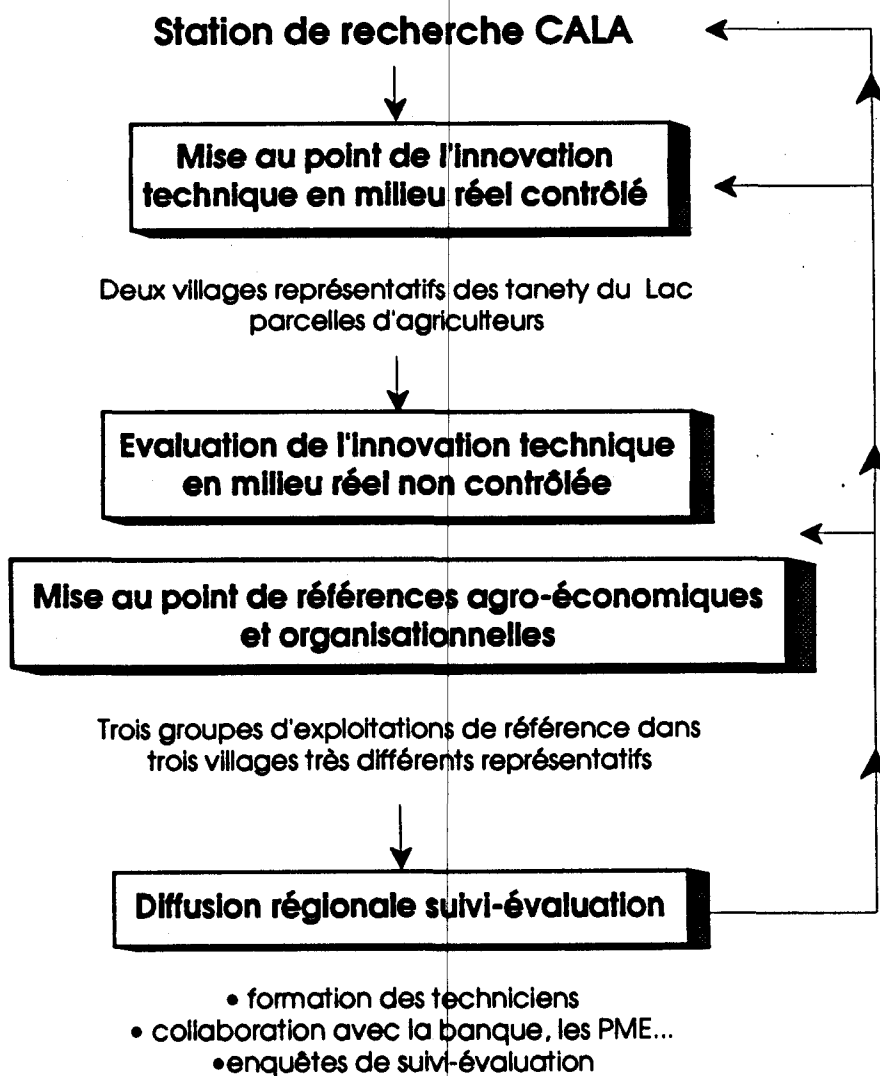 Station de recherche CALA
Mise au point de l'innovation
technique en milieu réel contrôlé
Deux villages représentatifs des tanety du Lac
parcelles d'agriculteurs
Evaluation de l'innovation technique
en milieu réel non contrôlée
Mise au point de références agro-économiques
et organisationnelles
Trois groupes d'exploitations de référence dans
trois villages très différents représentatifs
Diffusion régionale suivi-évaluation
• formation des techniciens
• collaboration avec la banque, les PME...
•enquêtes de suivi-évaluation